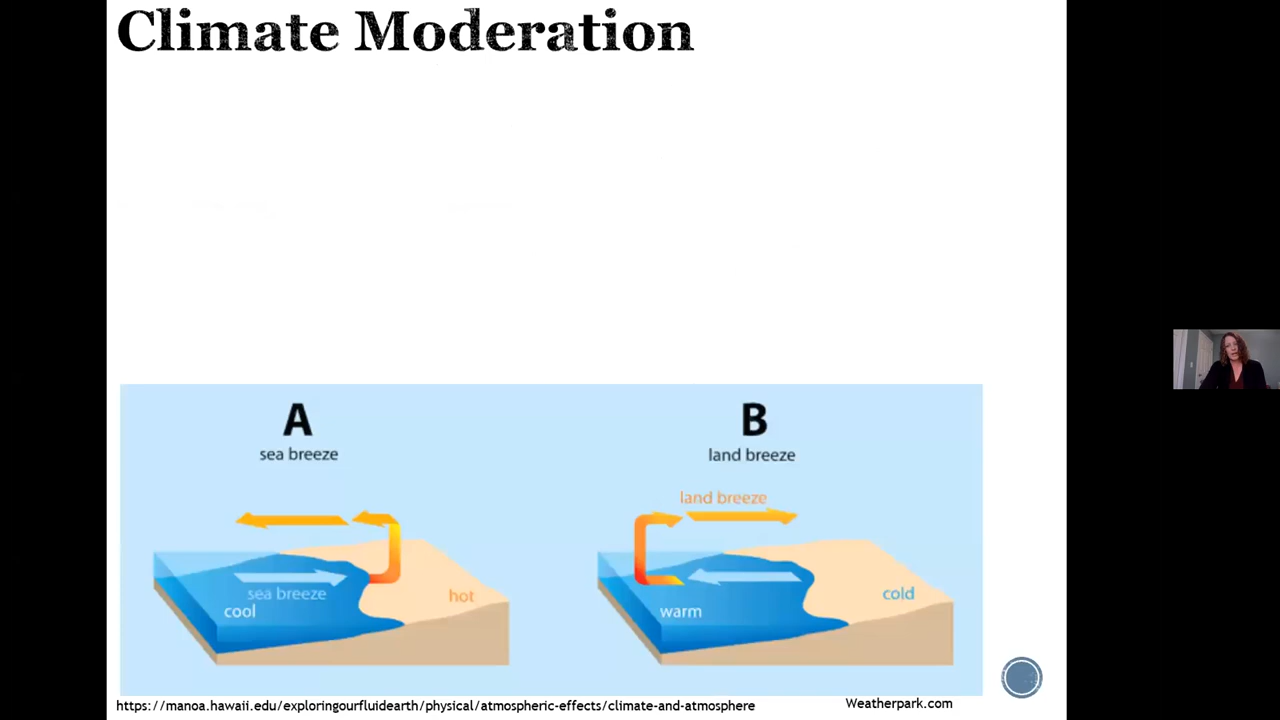 Climate Moderation
A
sea breeze
sea breeze
cool
hot
B
land breeze
land breeze
warm
cold
https://manoa.hawaii.edu/exploringourfluidearth/physical/atmospheric-effects/climate-and-atmosphere
Weatherpark.com